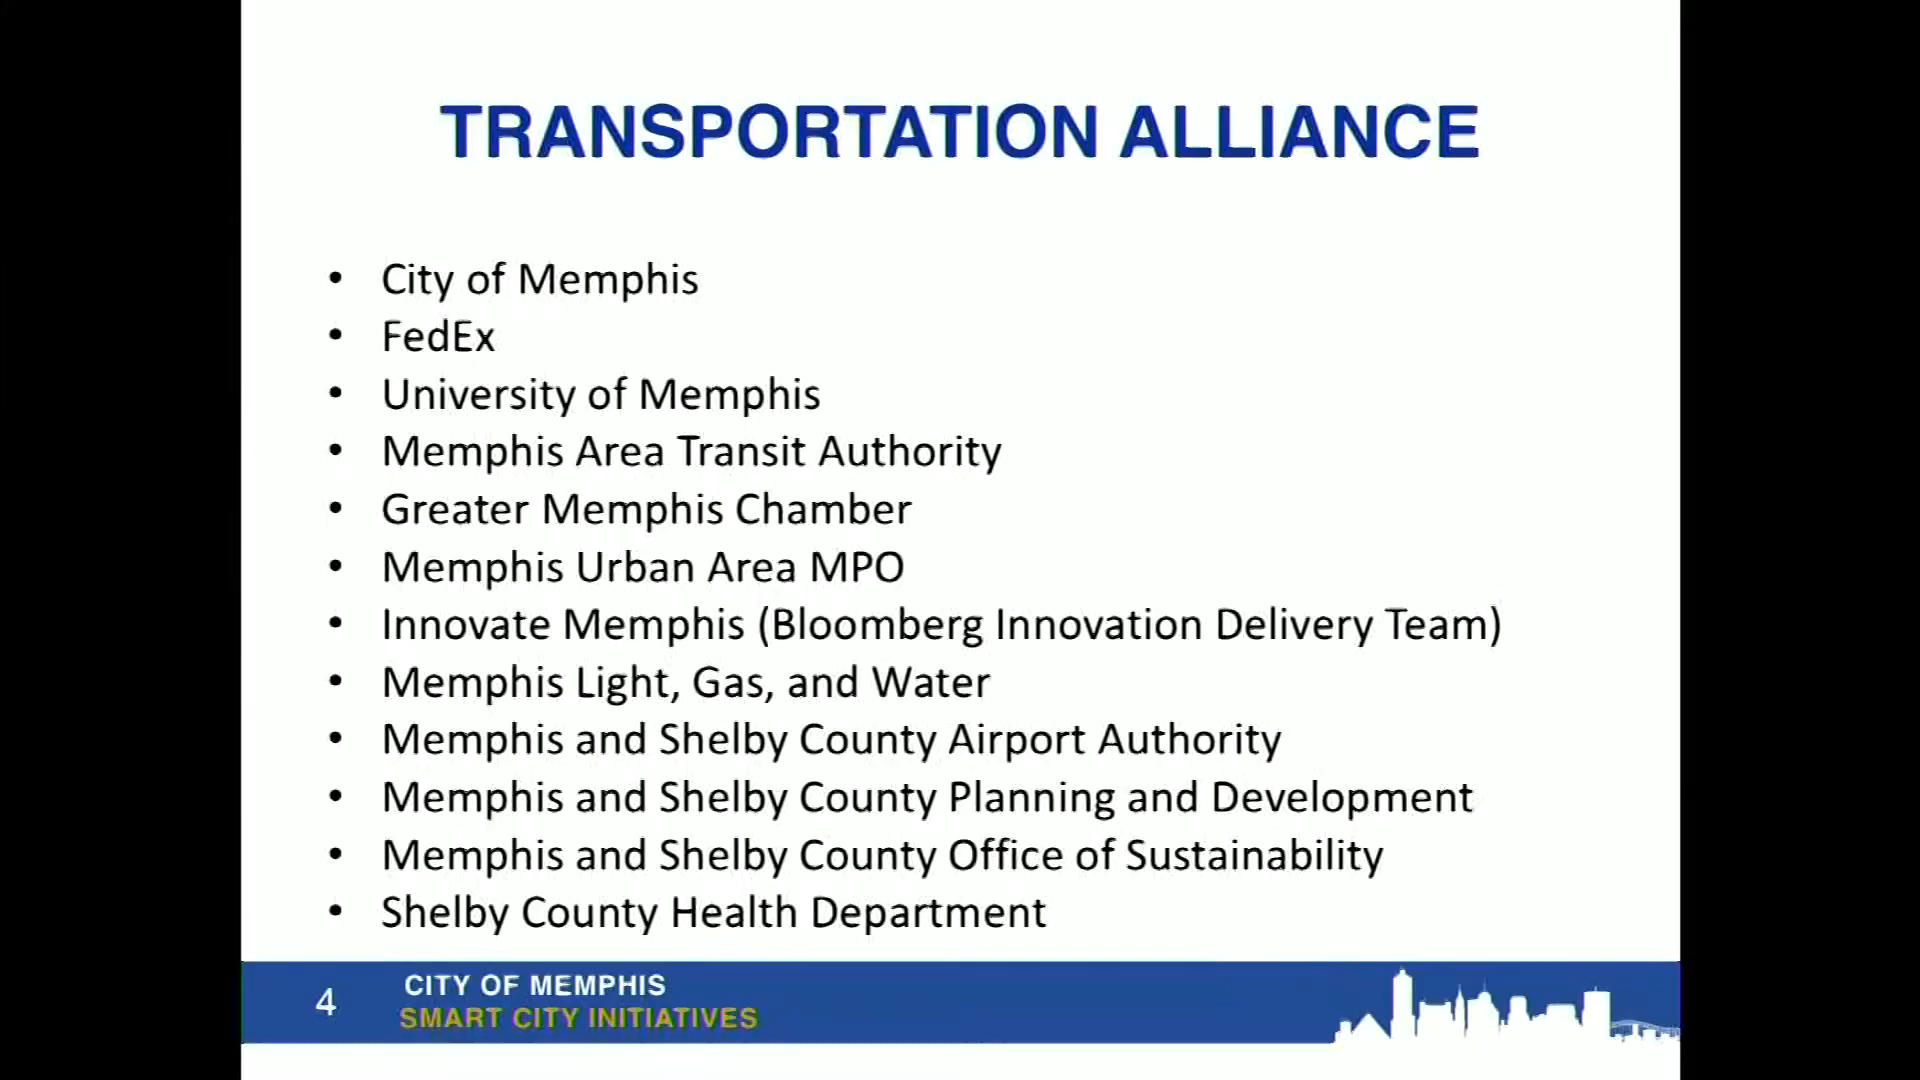 TRANSPORTATION ALLIANCE
• City of Memphis
• FedEx
• University of Memphis
• Memphis Area Transit Authority
• Greater Memphis Chamber
• Memphis Urban Area MPO
• Innovate Memphis (Bloomberg Innovation Delivery Team)
• Memphis Light, Gas, and Water
• Memphis and Shelby County Airport Authority
• Memphis and Shelby County Planning and Development
• Memphis and Shelby County Office of Sustainability
• Shelby County Health Department
4
CITY OF MEMPHIS
SMART CITY INITIATIVES